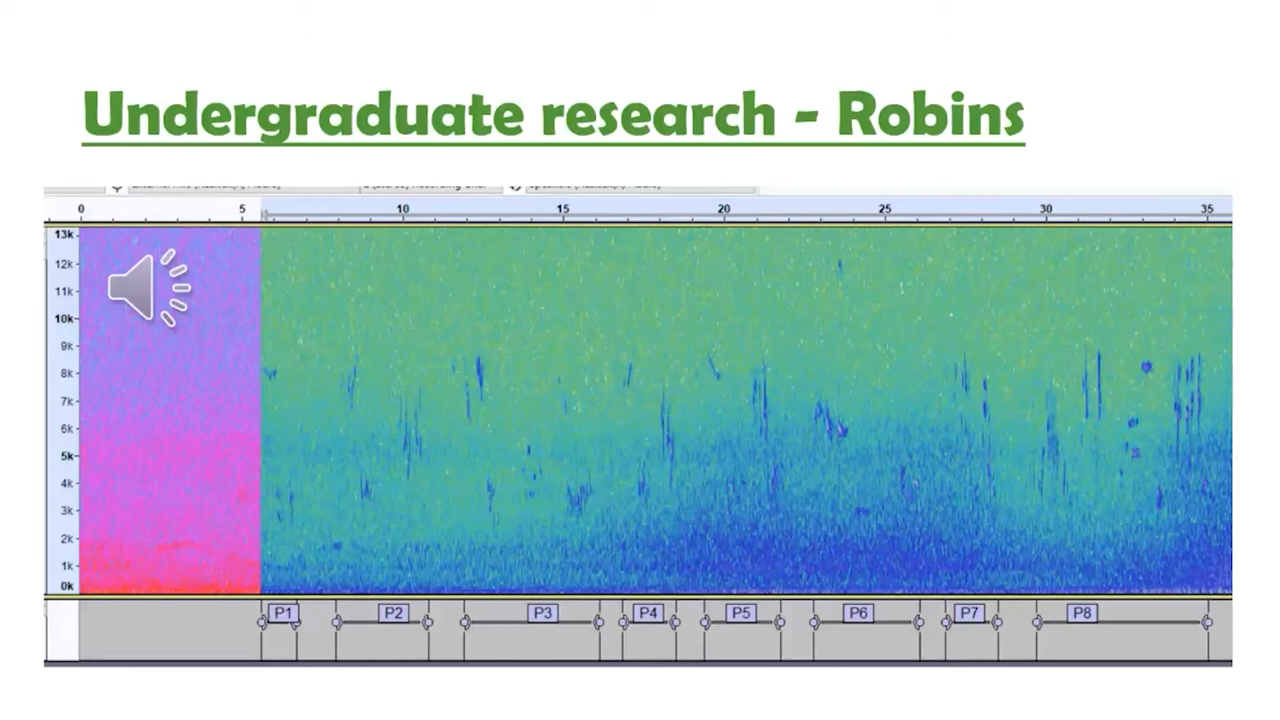 Undergraduate research - Robins
0 5 10 15 20 25 30 35
13k
12k
11k
10k
9k
8k
7k
6k
5k
4k
3k
2k
1k
0k
P1 P2 P3 P4 P5 P6 P7 P8